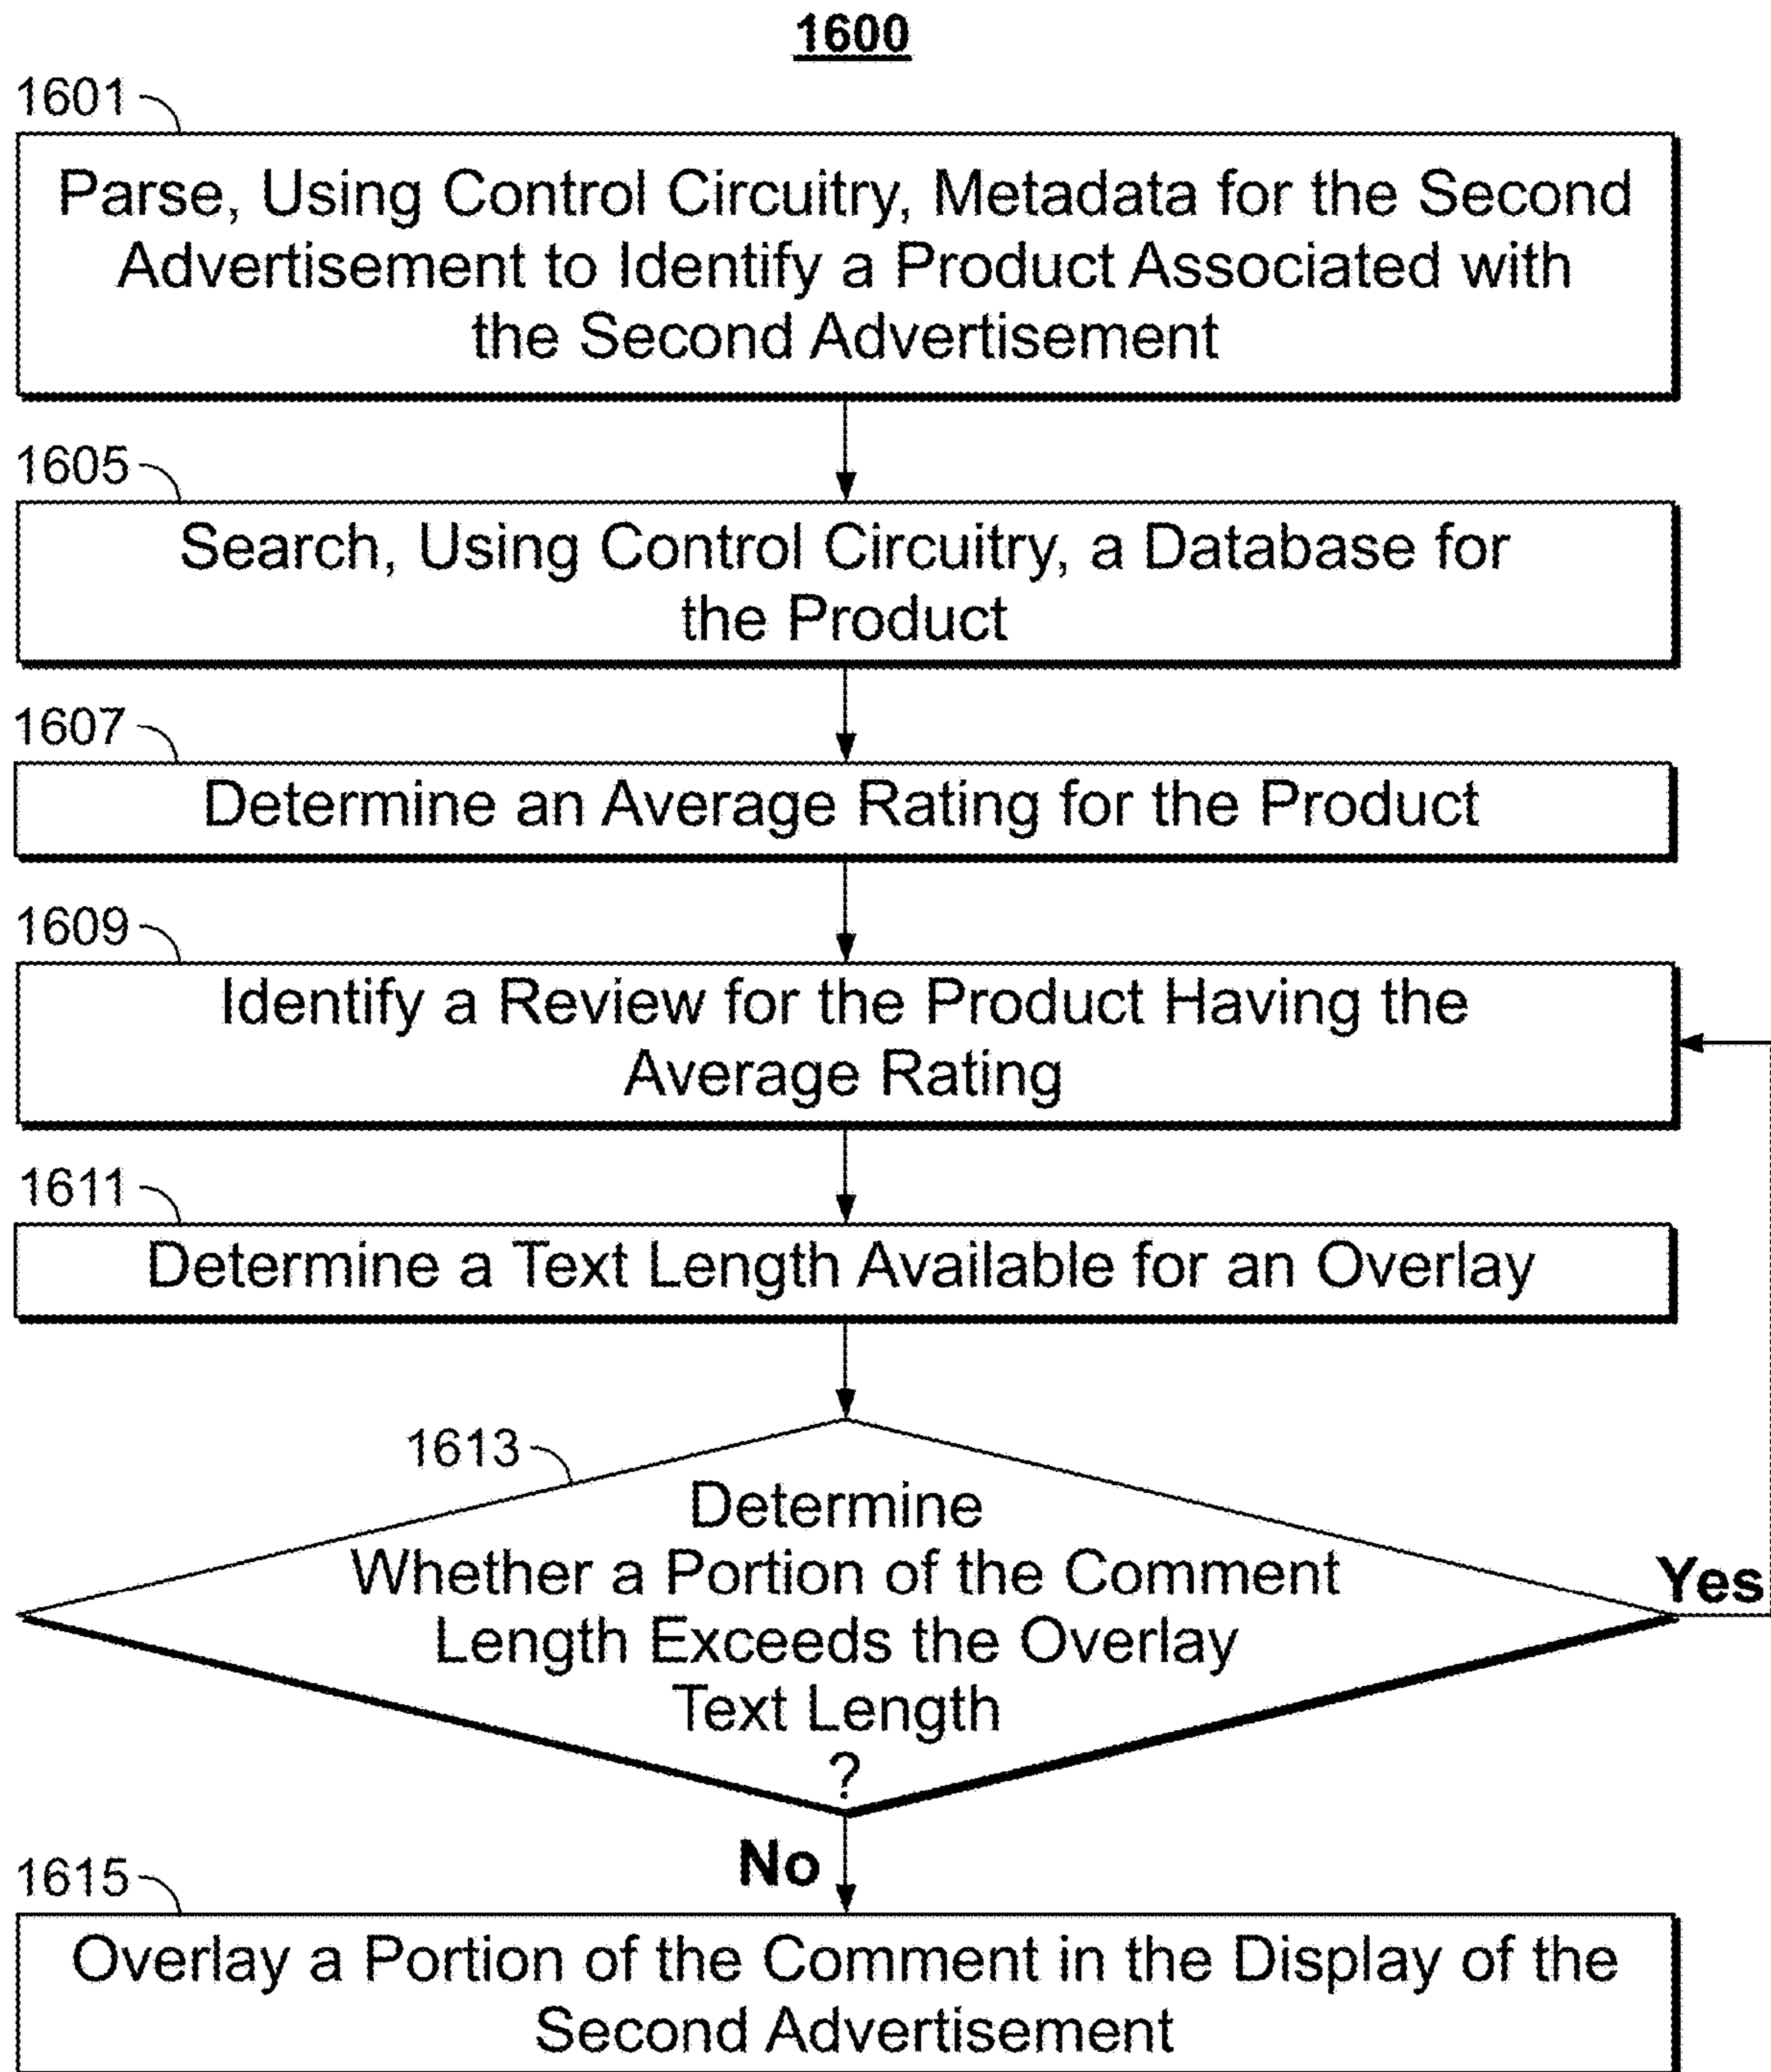 1600
1601
Parse, Using Control Circuitry, Metadata for the Second
Advertisement to Identify a Product Associated with
the Second Advertisement
1605
Search, Using Control Circuitry, a Database for
the Product
1607
Determine an Average Rating for the Product
1609
Identify a Review for the Product Having the
Average Rating
1611
Determine a Text Length Available for an Overlay
1613
Determine
Whether a Portion of the Comment
Length Exceeds the Overlay
Text Length
?
Yes
No
1615
Overlay a Portion of the Comment in the Display of the
Second Advertisement